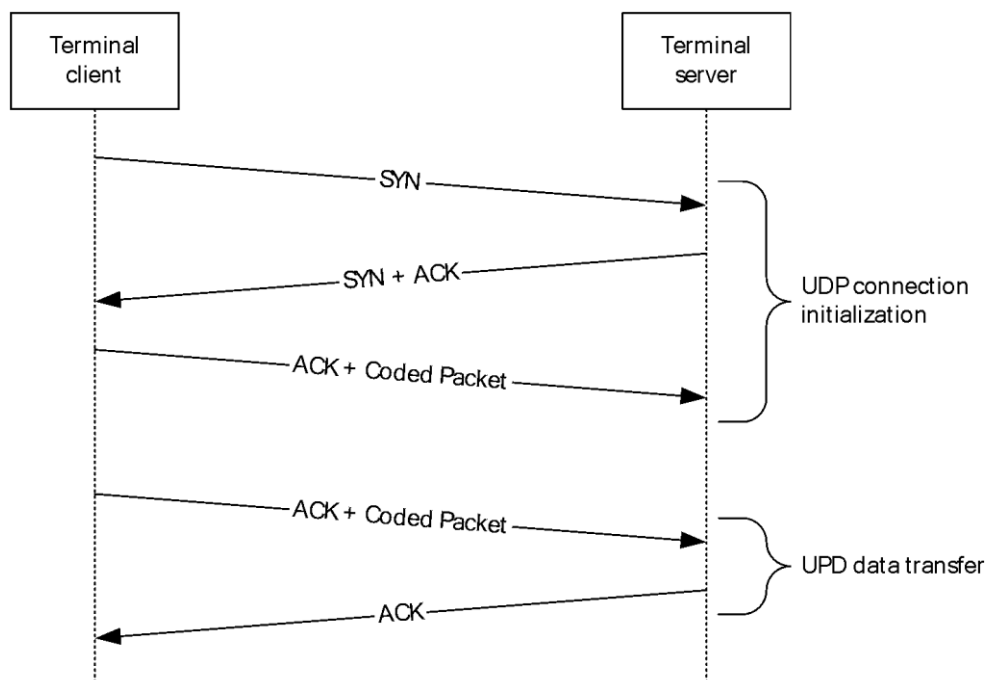 Terminal
client
Terminal
server
SYN
SYN + ACK
UDP connection
initialization
ACK + Coded Packet
ACK + Coded Packet
UPD data transfer
ACK